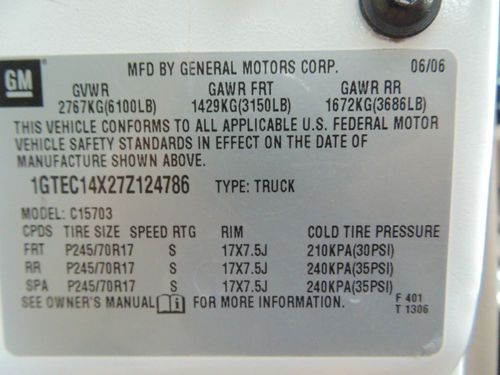 GM
MFD BY GENERAL MOTORS CORP. 06/06
GVWR GAWR FRT GAWR RR
2767KG(6100LB) 1429KG(3150LB) 1672KG(3686LB)
THIS VEHICLE CONFORMS TO ALL APPLICABLE U.S. FEDERAL MOTOR
VEHICLE SAFETY STANDARDS IN EFFECT ON THE DATE OF
MANUFACTURE SHOWN ABOVE.
1GTEC14X27Z124786 TYPE: TRUCK
MODEL: C15703
CPDS TIRE SIZE SPEED RTG RIM COLD TIRE PRESSURE
FRT P245/70R17 S 17X7.5J 210KPA(30PSI)
RR P245/70R17 S 17X7.5J 240KPA(35PSI)
SPA P245/70R17 S 17X7.5J 240KPA(35PSI)
SEE OWNER'S MANUAL FOR MORE INFORMATION. F 401
T 1306